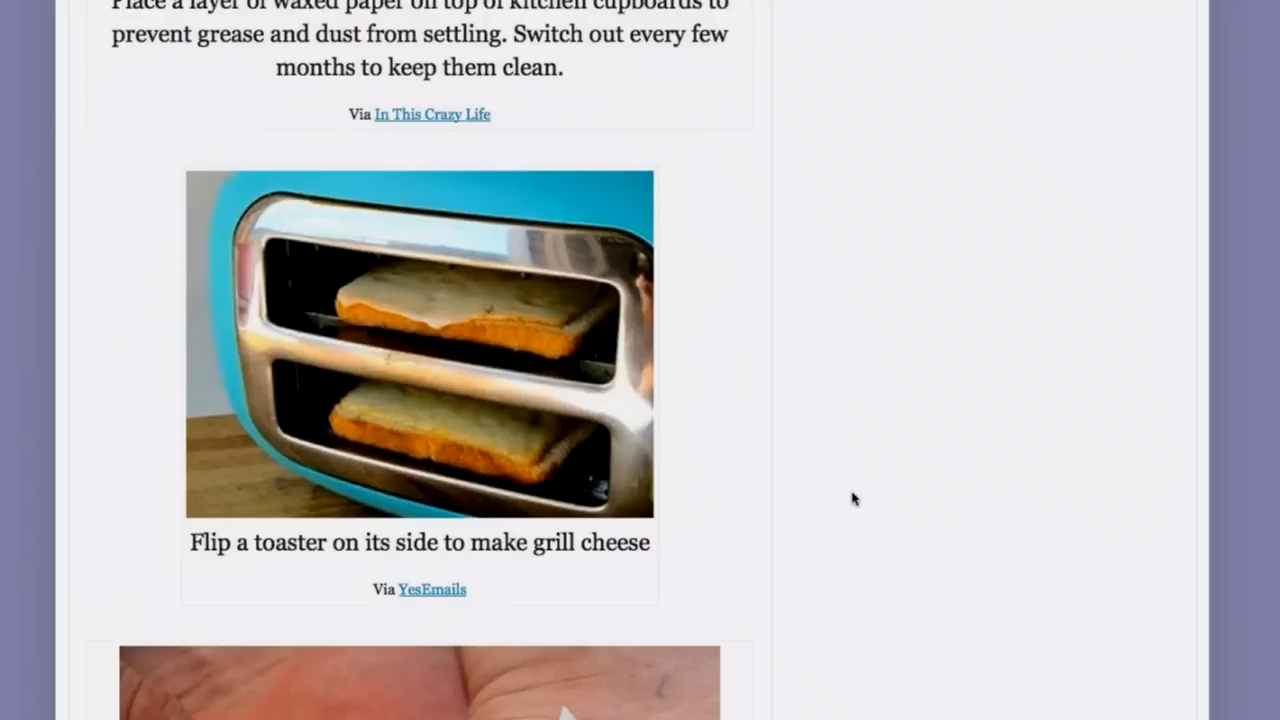 Place a layer of waxed paper on top of kitchen cupboards to
prevent grease and dust from settling. Switch out every few
months to keep them clean.
Via In This Crazy Life
Flip a toaster on its side to make grill cheese
Via YesEmails